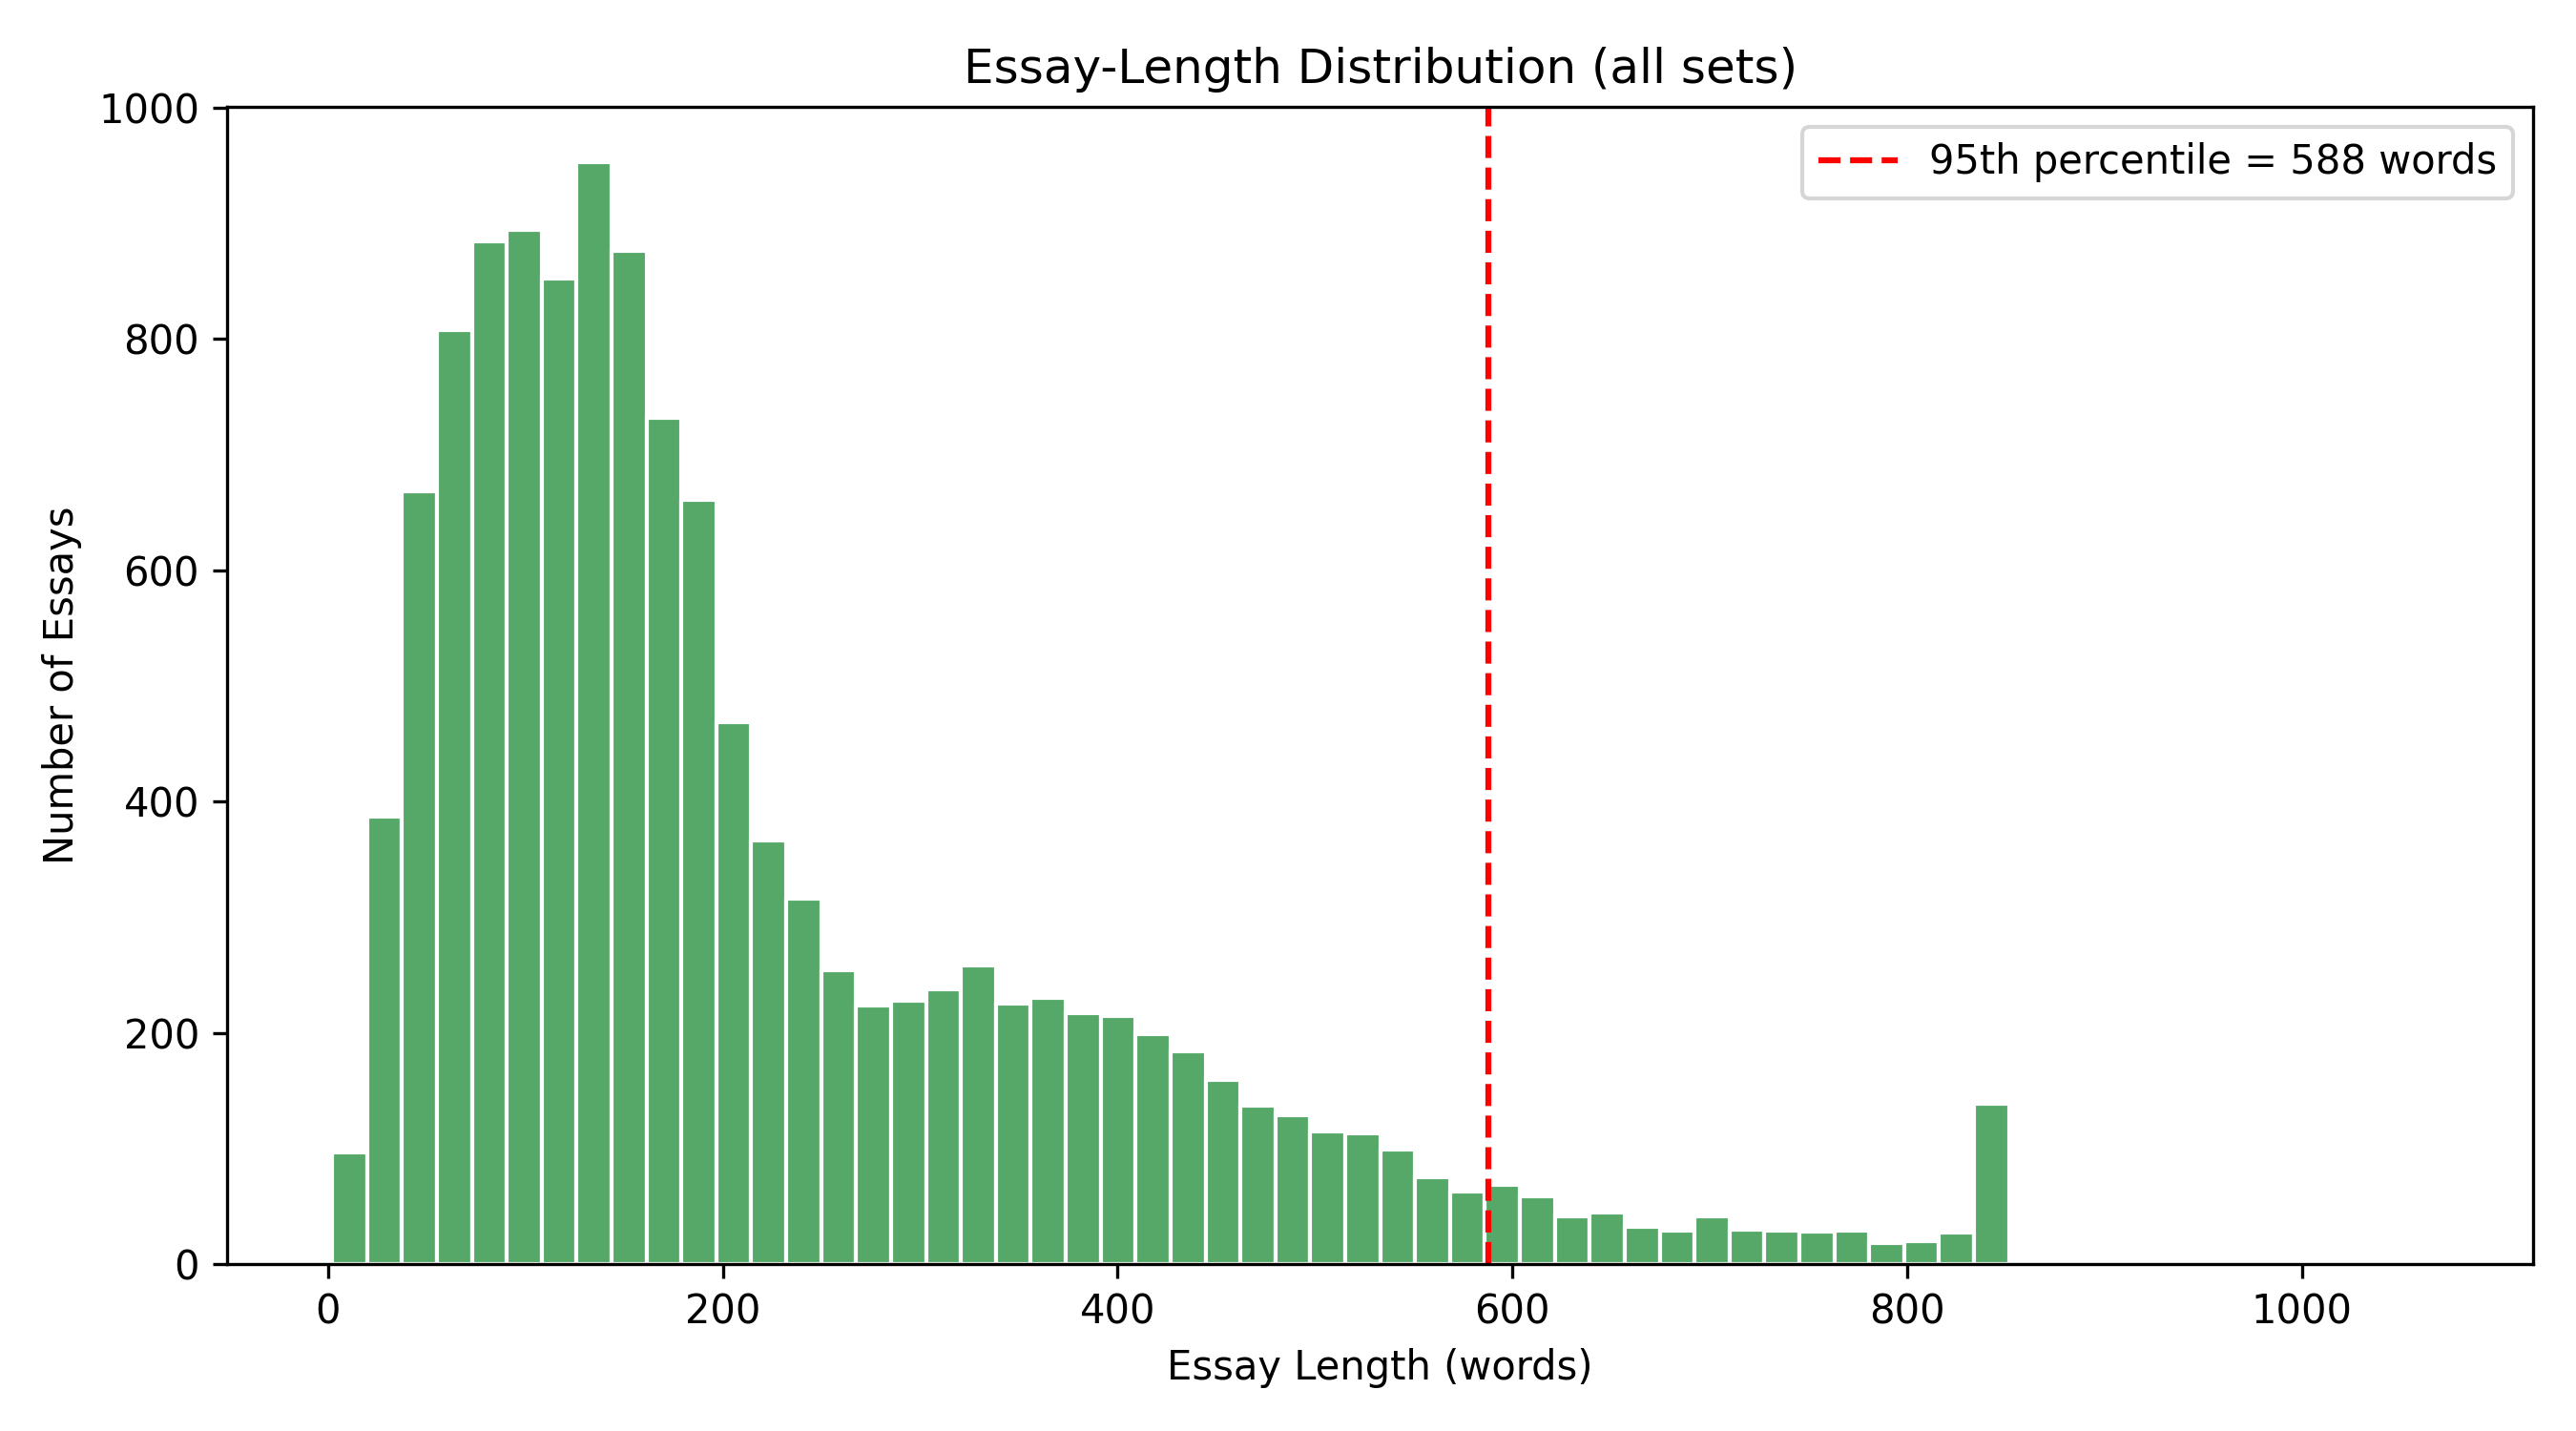 Essay-Length Distribution (all sets)
95th percentile = 588 words
Number of Essays
1000
800
600
400
200
0
0 200 400 600 800 1000
Essay Length (words)